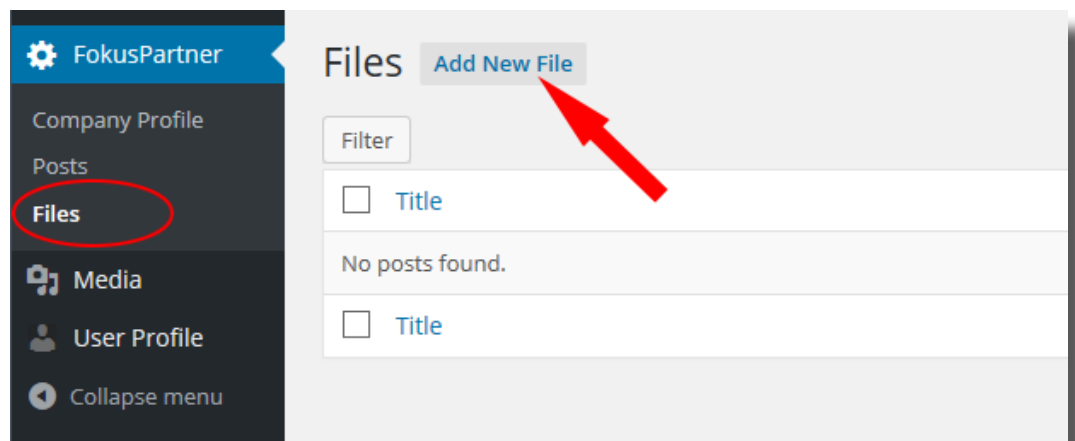 FokusPartner
Company Profile
Posts
Files
Media
User Profile
Collapse menu
Files Add New File
Filter
Title
No posts found.
Title